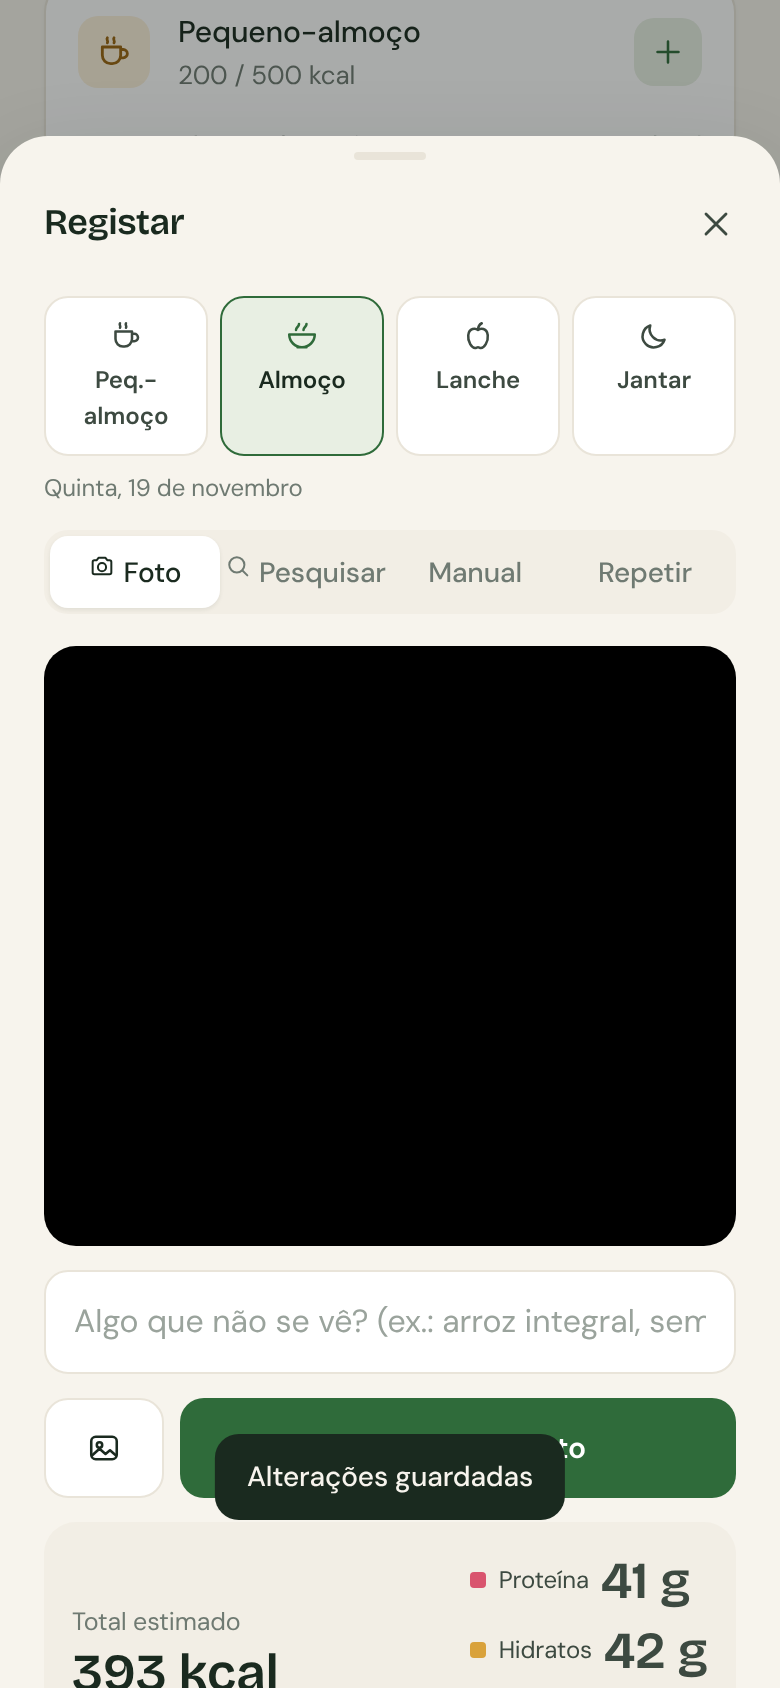 Pequeno-almoço
200 / 500 kcal
Registar
Peq.-
almoço
Almoço
Lanche
Jantar
Quinta, 19 de novembro
Foto
Pesquisar
Manual
Repetir
Algo que não se vê? (ex.: arroz integral, sem
Alterações guardadas
Proteína 41 g
Total estimado
Hidratos 42 g
393 kcal